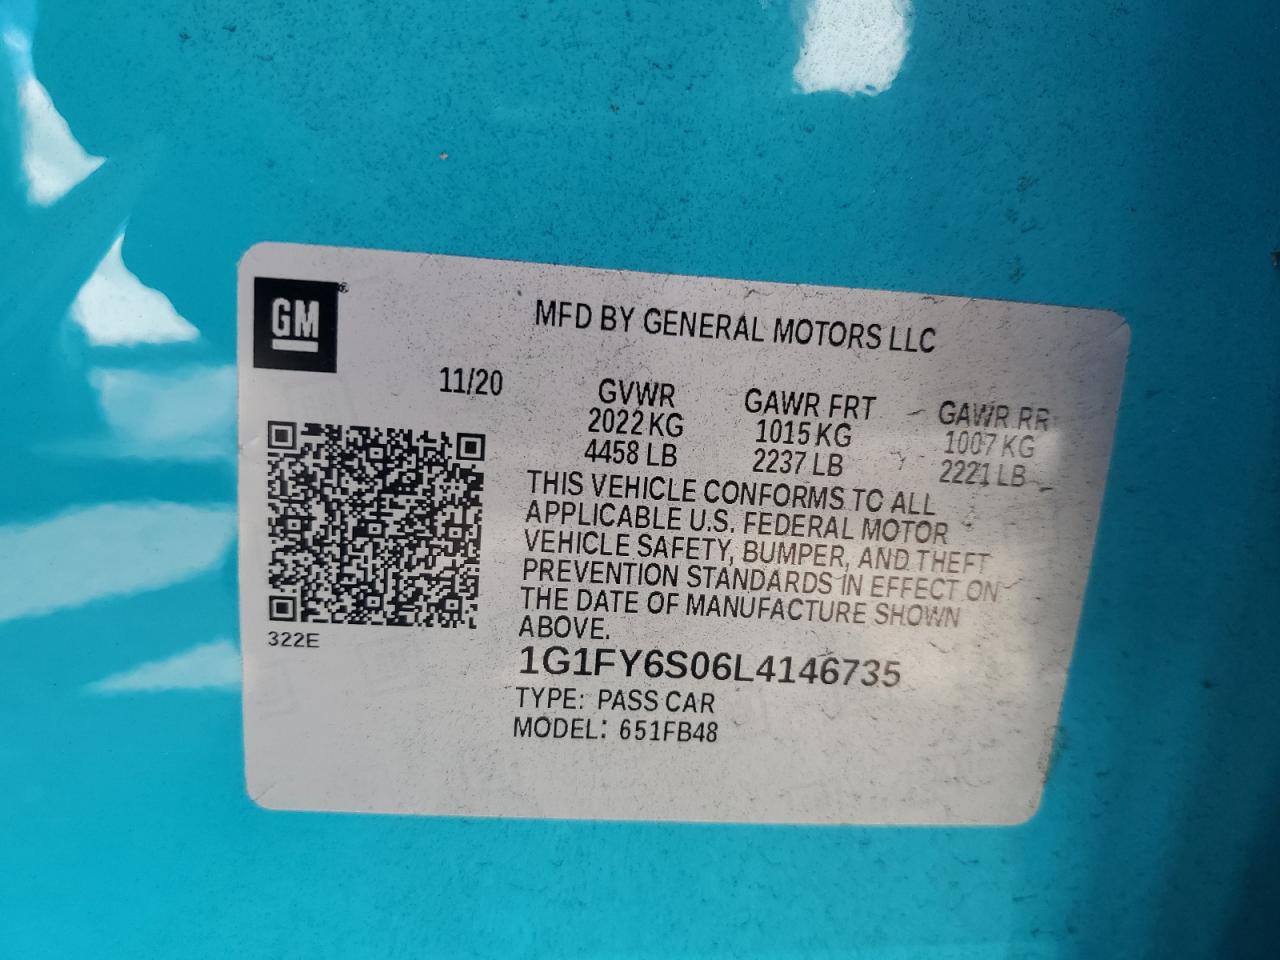 GM®
MFD BY GENERAL MOTORS LLC
11/20
GVWR GAWR FRT GAWR RR
2022 KG 1015 KG 1007 KG
4458 LB 2237 LB 2221 LB
THIS VEHICLE CONFORMS TO ALL
APPLICABLE U.S. FEDERAL MOTOR
VEHICLE SAFETY, BUMPER, AND THEFT
PREVENTION STANDARDS IN EFFECT ON
THE DATE OF MANUFACTURE SHOWN
ABOVE.
1G1FY6S06L4146735
TYPE: PASS CAR
MODEL: 651FB48
322E